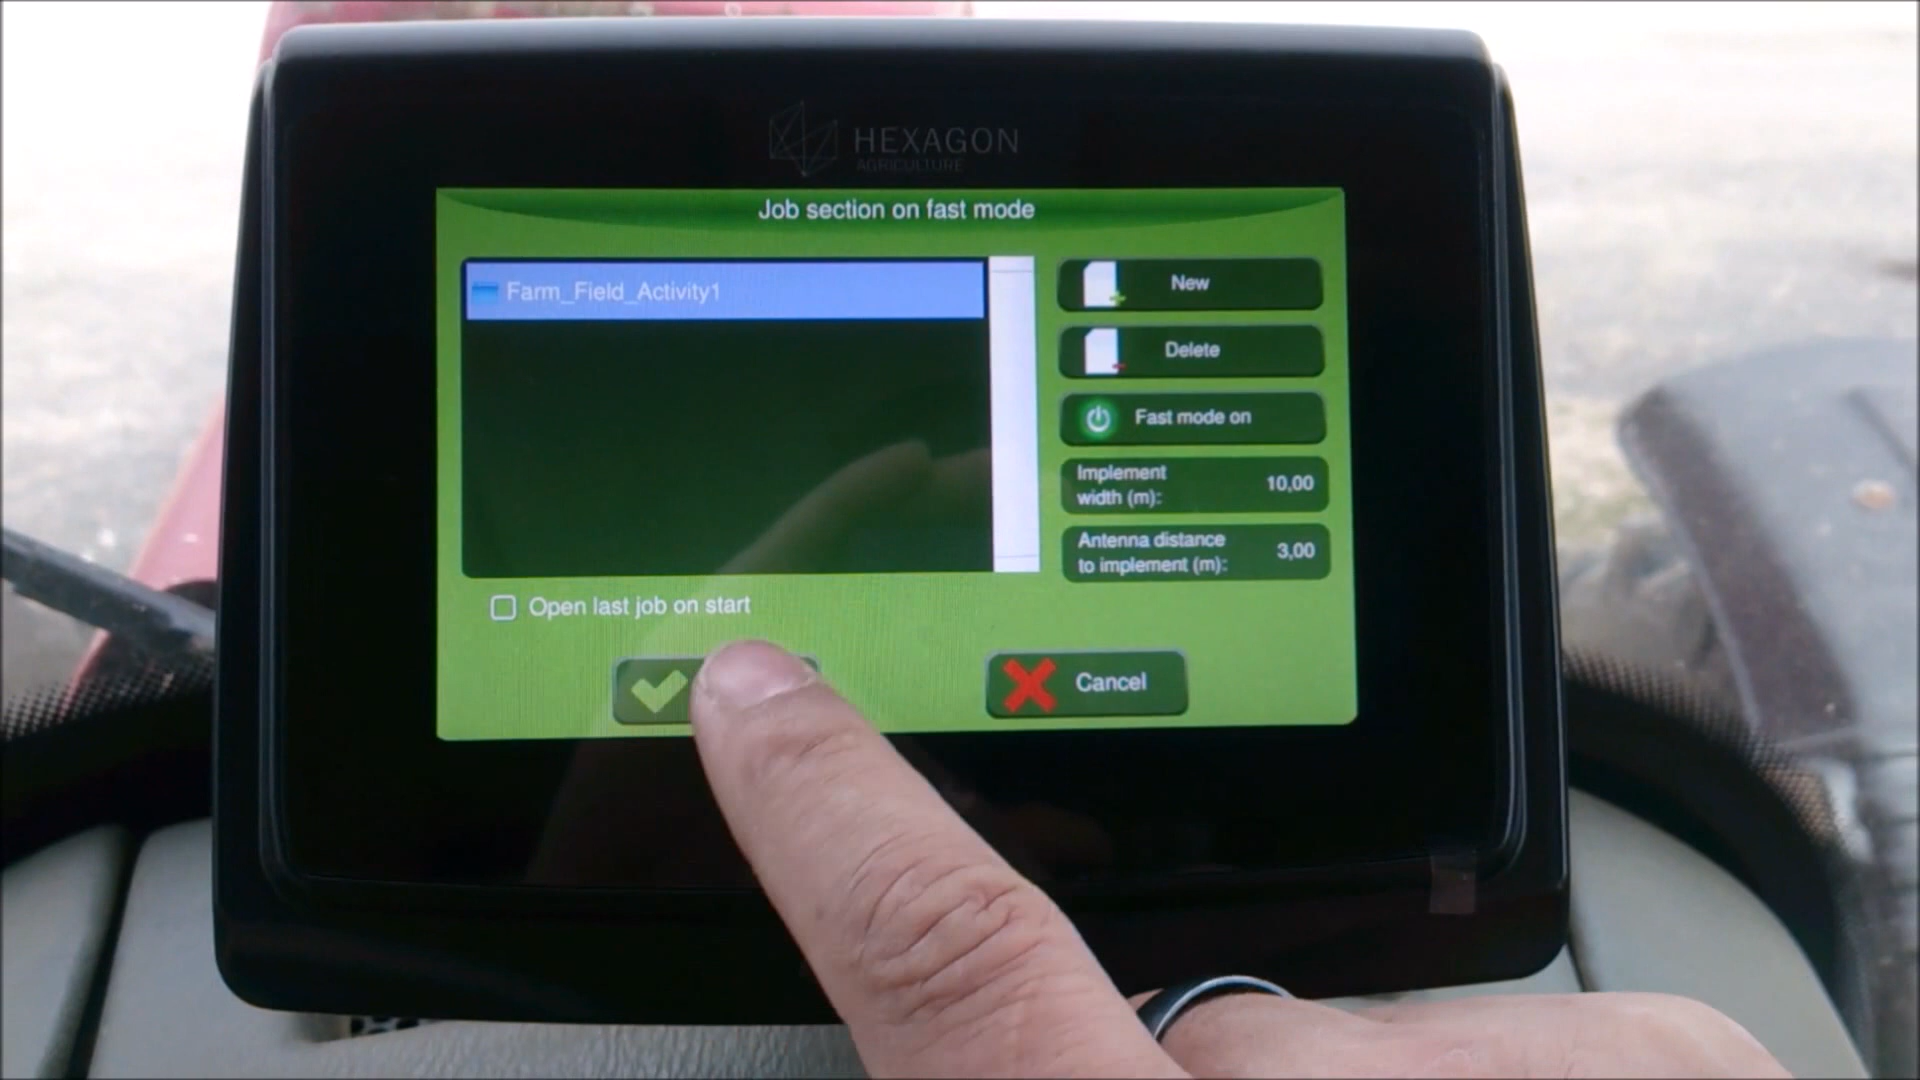 HEXAGON
AGRICULTURE
Job section on fast mode
Farm_Field_Activity1
New
Delete
Fast mode on
Implement
width (m):
10,00
Antenna distance
to implement (m):
3,00
Open last job on start
Cancel